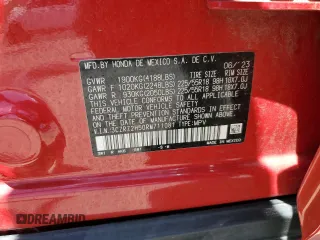 MFD.BY HONDA DE MEXICO S.A. DE C.V. 06/23
GVWR 1900KG(4188LBS) TIRE SIZE RIM SIZE
GAWR F 1020KG(2248LBS) 225/55R18 98H 18X7.0J
GAWR R 930KG(2050LBS) 225/55R18 98H 18X7.0J
THIS VEHICLE CONFORMS TO ALL APPLICABLE
FEDERAL MOTOR VEHICLE SAFETY, BUMPER,
AND THEFT PREVENTION STANDARDS IN EFFECT
ON THE DATE OF MANUFACTURE SHOWN ABOVE.
V.I.N. TYPE:MPV
MADE IN MEXICO
DREAMBID